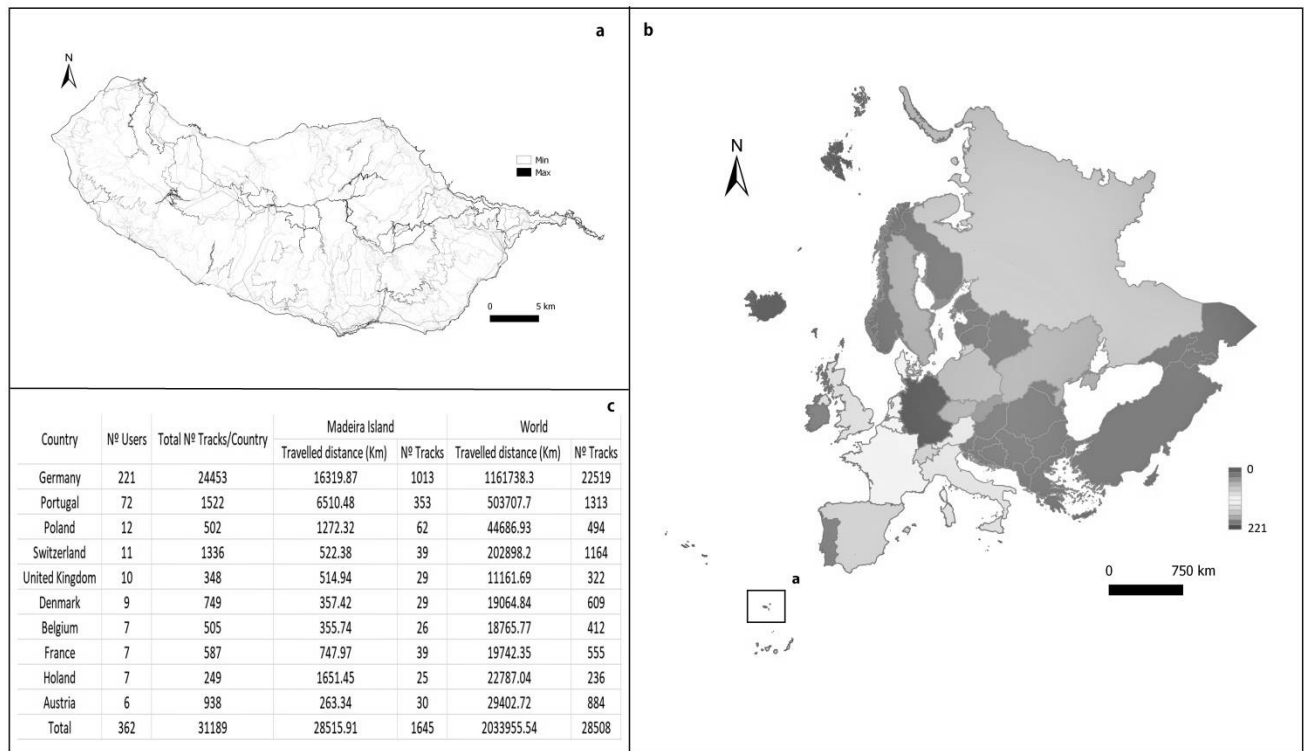 a
N
Min
Max
0 5 km
b
N
0
221
0 750 km
a
c
Country Nº Users Total Nº Tracks/Country Madeira Island World
Travelled distance (Km) Nº Tracks Travelled distance (Km) Nº Tracks
Germany 221 24453 16319.87 1013 1161738.3 22519
Portugal 72 1522 6510.48 353 503707.7 1313
Poland 12 502 1272.32 62 44686.93 494
Switzerland 11 1336 522.38 39 202898.2 1164
United Kingdom 10 348 514.94 29 11161.69 322
Denmark 9 749 357.42 29 19064.84 609
Belgium 7 505 355.74 26 18765.77 412
France 7 587 747.97 39 19742.35 555
Holand 7 249 1651.45 25 22787.04 236
Austria 6 938 263.34 30 29402.72 884
Total 362 31189 28515.91 1645 2033955.54 28508